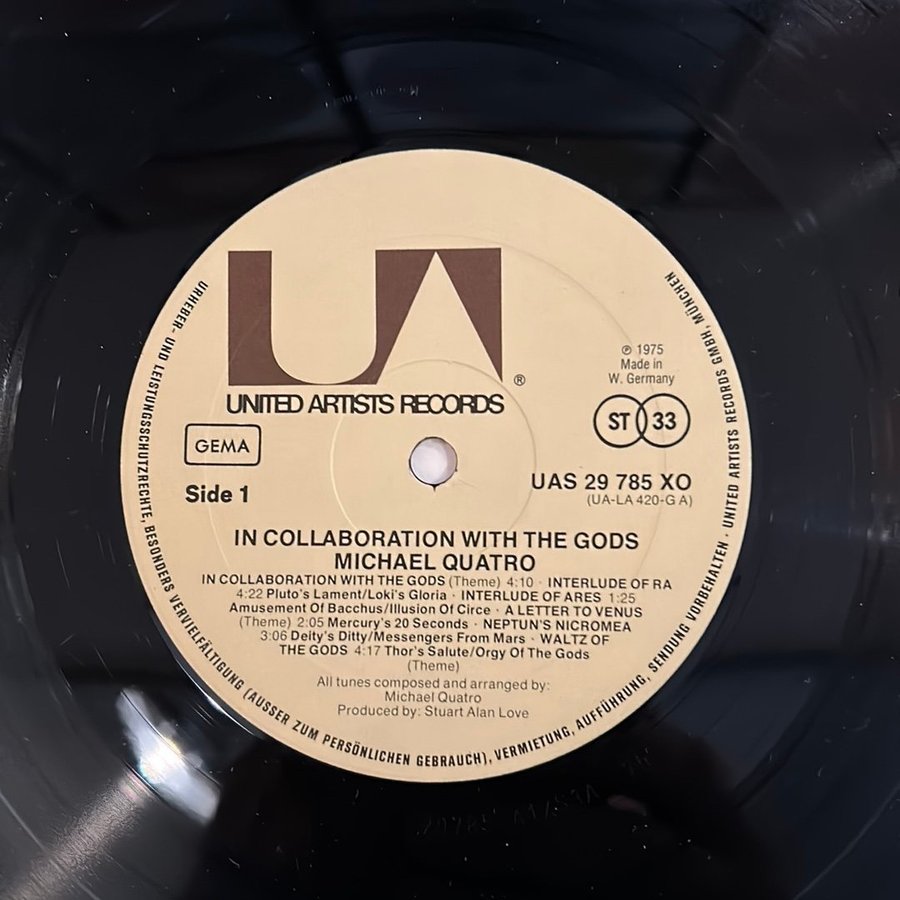 UA
®
UNITED ARTISTS RECORDS
℗ 1975
Made in
W. Germany
ST 33
GEMA
Side 1
UAS 29 785 XO
(UA-LA 420-G A)
IN COLLABORATION WITH THE GODS
MICHAEL QUATRO
IN COLLABORATION WITH THE GODS (Theme) 4:10 · INTERLUDE OF RA
4:22 Pluto's Lament/Loki's Gloria · INTERLUDE OF ARES 1:25
Amusement Of Bacchus/Illusion Of Circe · A LETTER TO VENUS
(Theme) 2:05 Mercury's 20 Seconds · NEPTUN'S NICROMEA
3:06 Deity's Ditty/Messengers From Mars · WALTZ OF
THE GODS 4:17 Thor's Salute/Orgy Of The Gods
(Theme)
All tunes composed and arranged by:
Michael Quatro
Produced by: Stuart Alan Love
URHEBER- UND LEISTUNGSSCHUTZRECHTE, BESONDERS VERVIELFÄLTIGUNG (AUSSER ZUM PERSÖNLICHEN GEBRAUCH), VERMIETUNG, AUFFÜHRUNG, SENDUNG VORBEHALTEN · UNITED ARTISTS RECORDS GMBH, MÜNCHEN